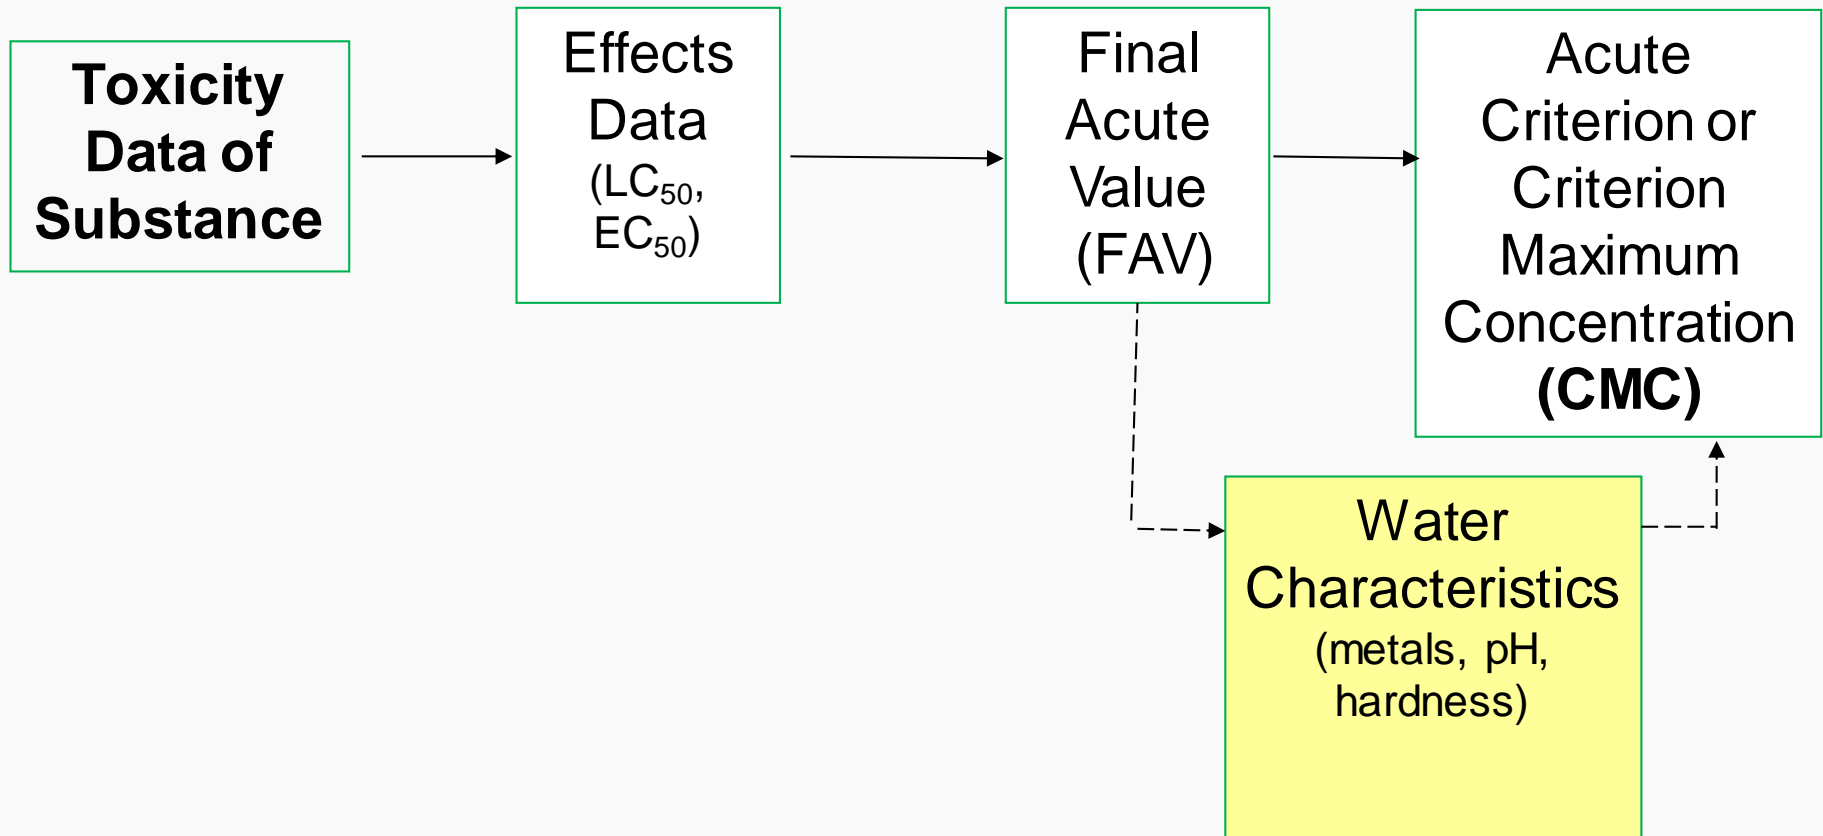 Toxicity
Data of
Substance
Effects
Data
(LC₅₀,
EC₅₀)
Final
Acute
Value
(FAV)
Acute
Criterion or
Criterion
Maximum
Concentration
(CMC)
Water
Characteristics
(metals, pH,
hardness)